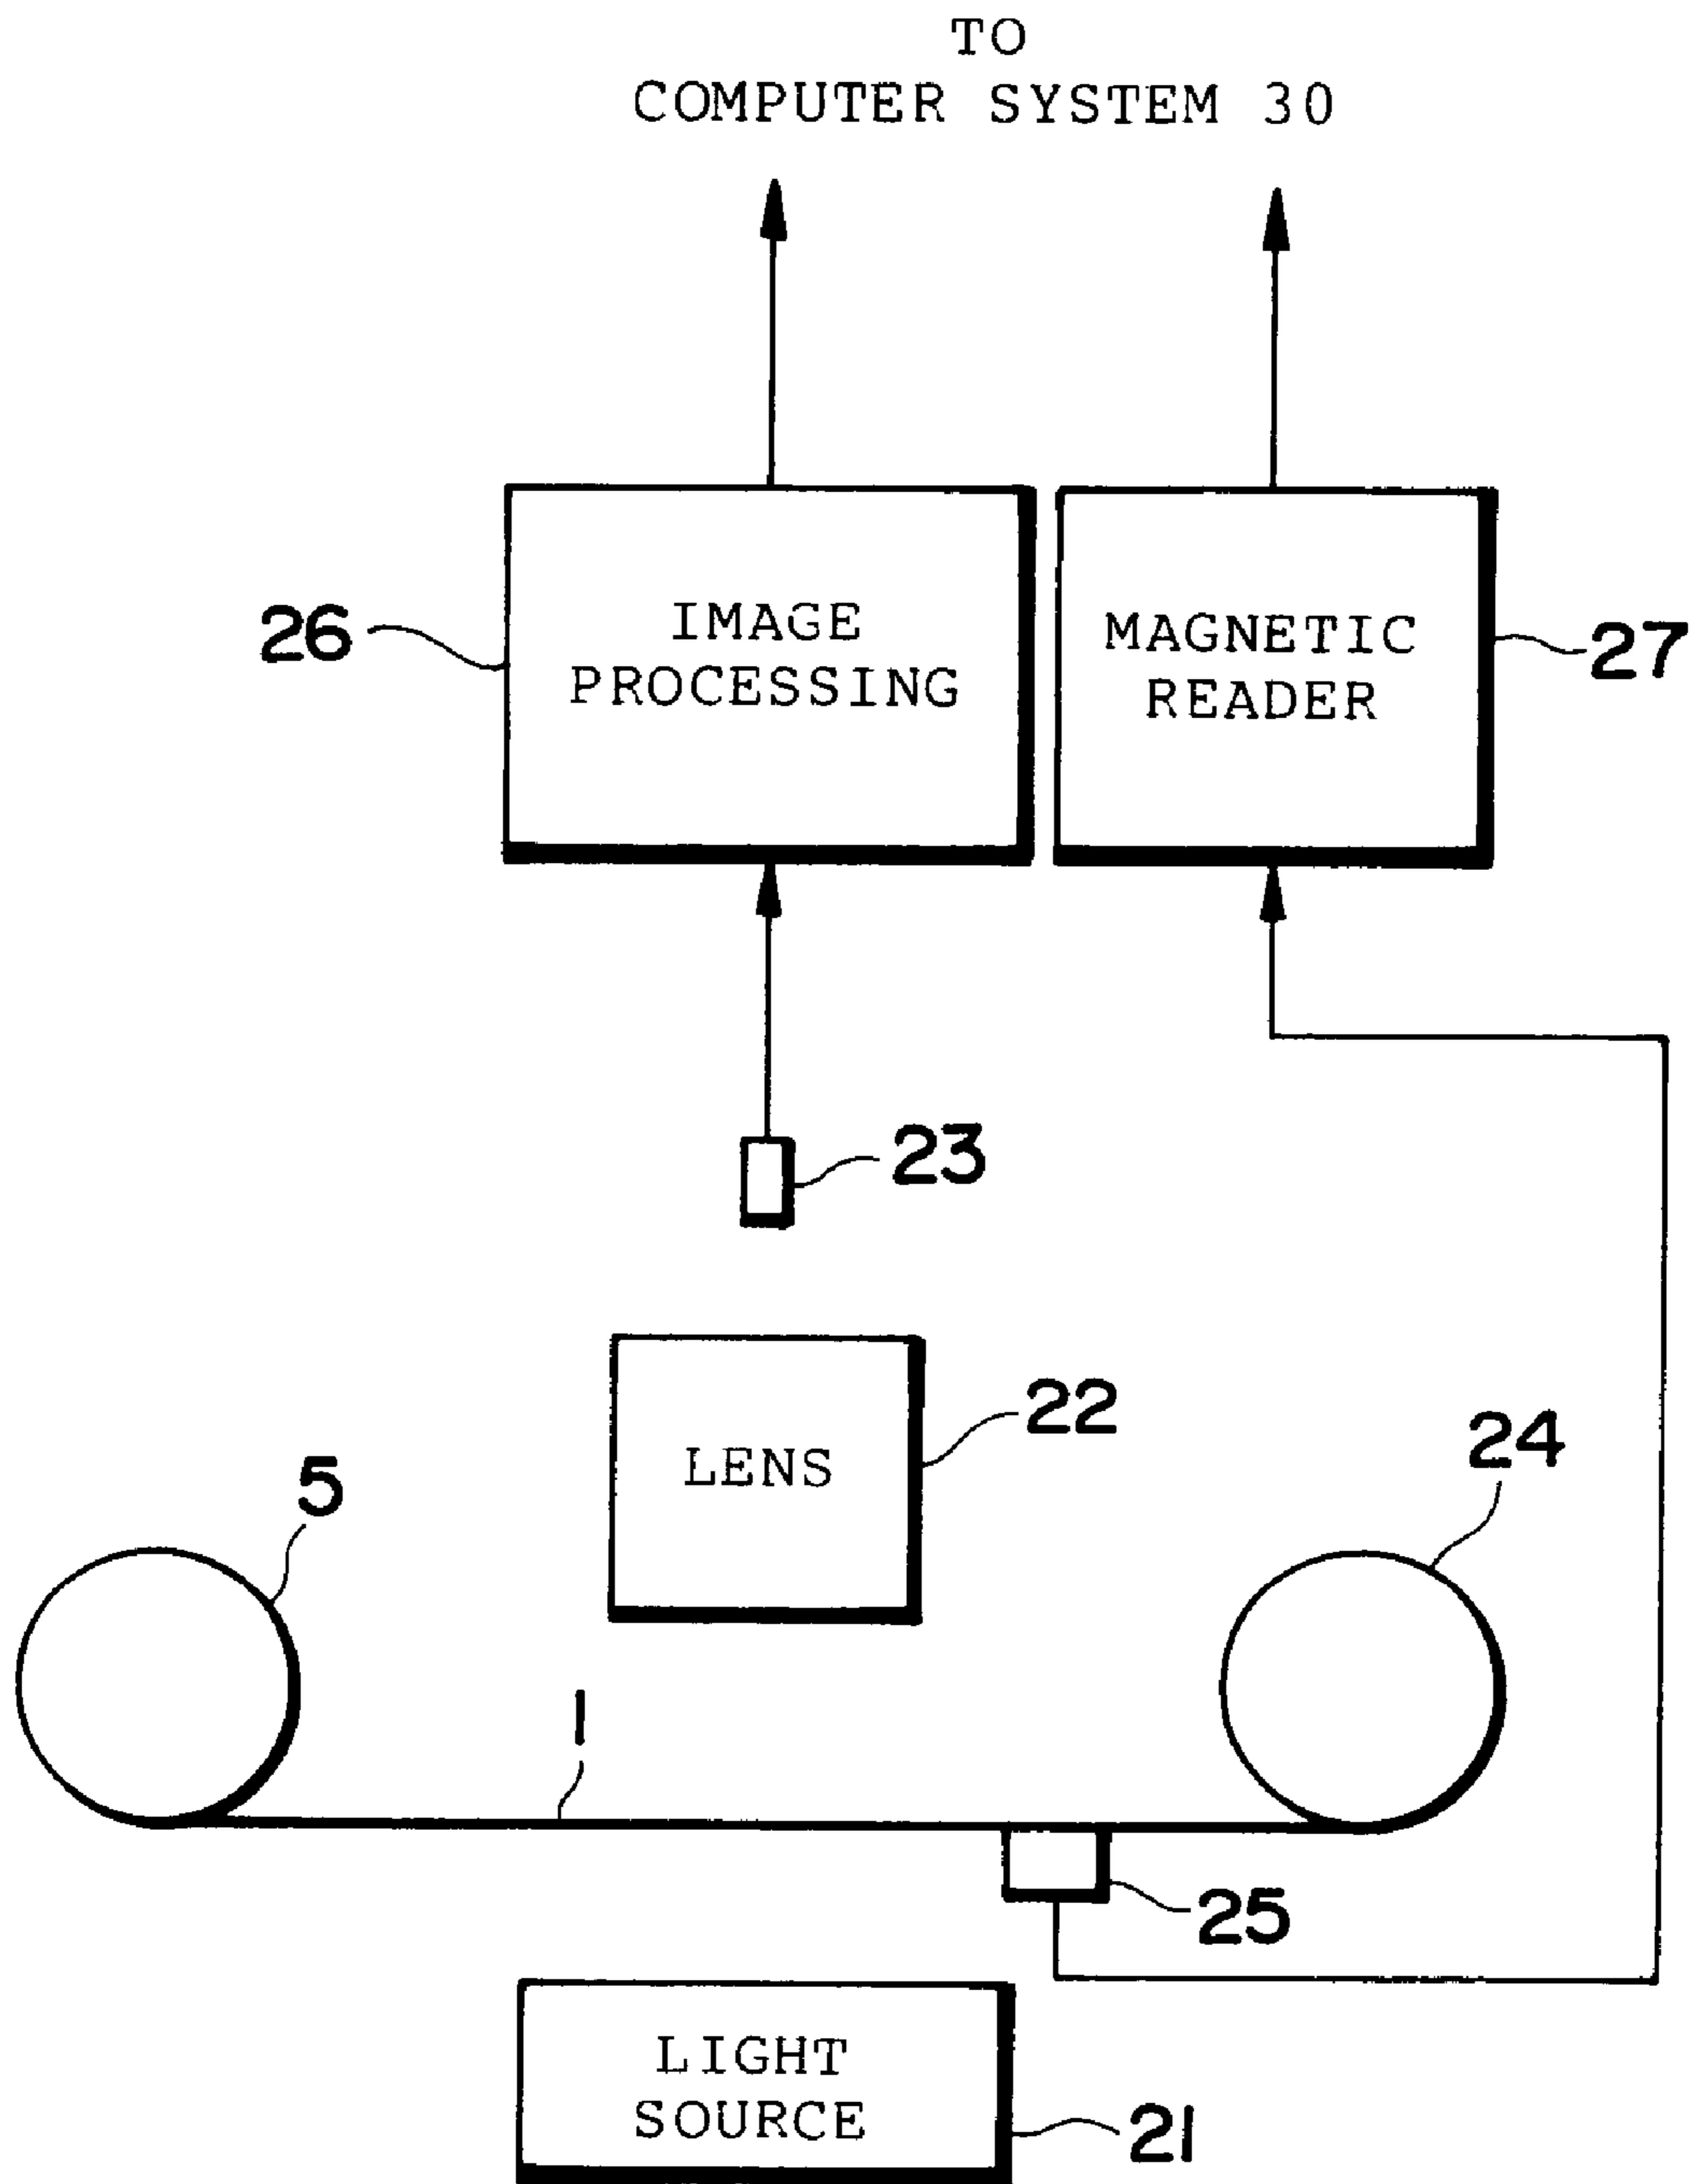 TO
COMPUTER SYSTEM 30
26
IMAGE
PROCESSING
MAGNETIC
READER
27
23
LENS
22
5
24
1
25
LIGHT
SOURCE
21